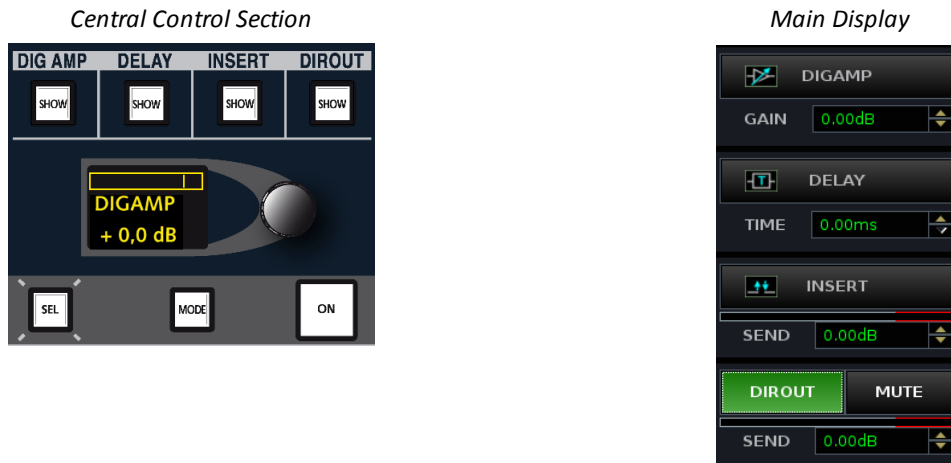 Central Control Section
DIG AMP DELAY INSERT DIROUT
SHOW SHOW SHOW SHOW
DIGAMP
+ 0,0 dB
SEL MODE ON
Main Display
DIGAMP
GAIN 0.00dB
T DELAY
TIME 0.00ms
INSERT
SEND 0.00dB
DIROUT MUTE
SEND 0.00dB